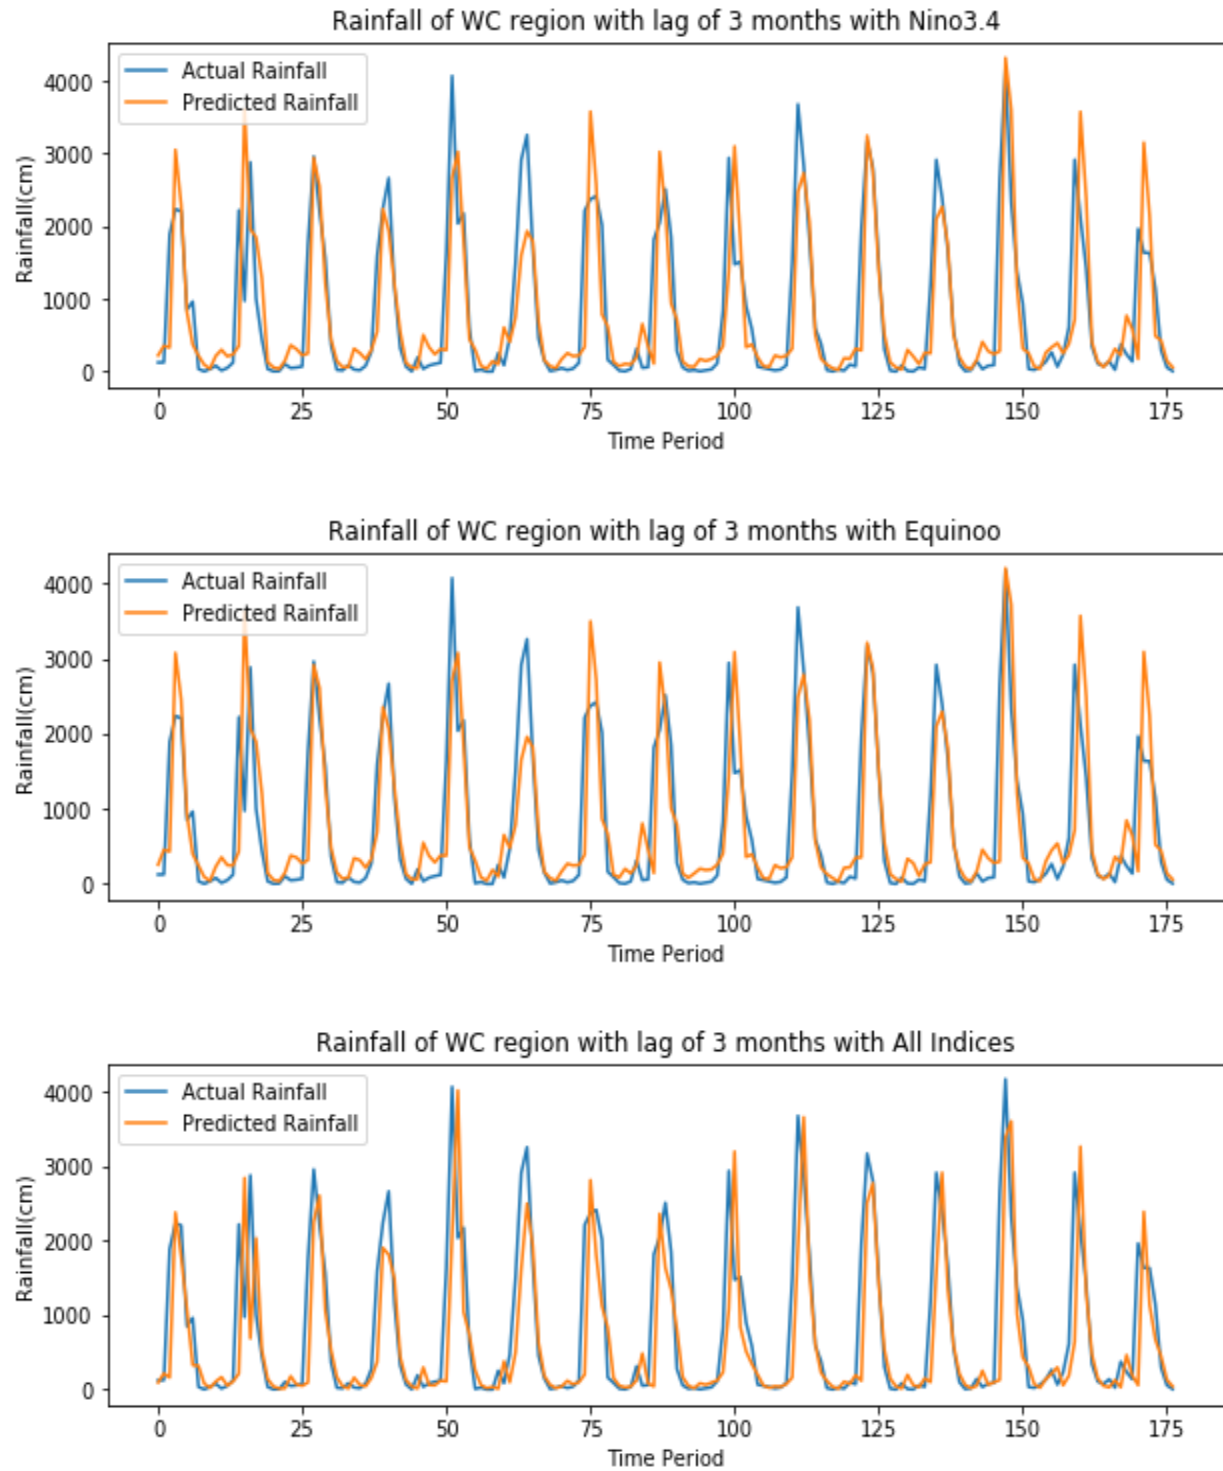 Rainfall of WC region with lag of 3 months with Nino3.4
Actual Rainfall
Predicted Rainfall
Rainfall(cm)
4000
3000
2000
1000
0
0 25 50 75 100 125 150 175
Time Period
Rainfall of WC region with lag of 3 months with Equinoo
Actual Rainfall
Predicted Rainfall
Rainfall(cm)
4000
3000
2000
1000
0
0 25 50 75 100 125 150 175
Time Period
Rainfall of WC region with lag of 3 months with All Indices
Actual Rainfall
Predicted Rainfall
Rainfall(cm)
4000
3000
2000
1000
0
0 25 50 75 100 125 150 175
Time Period